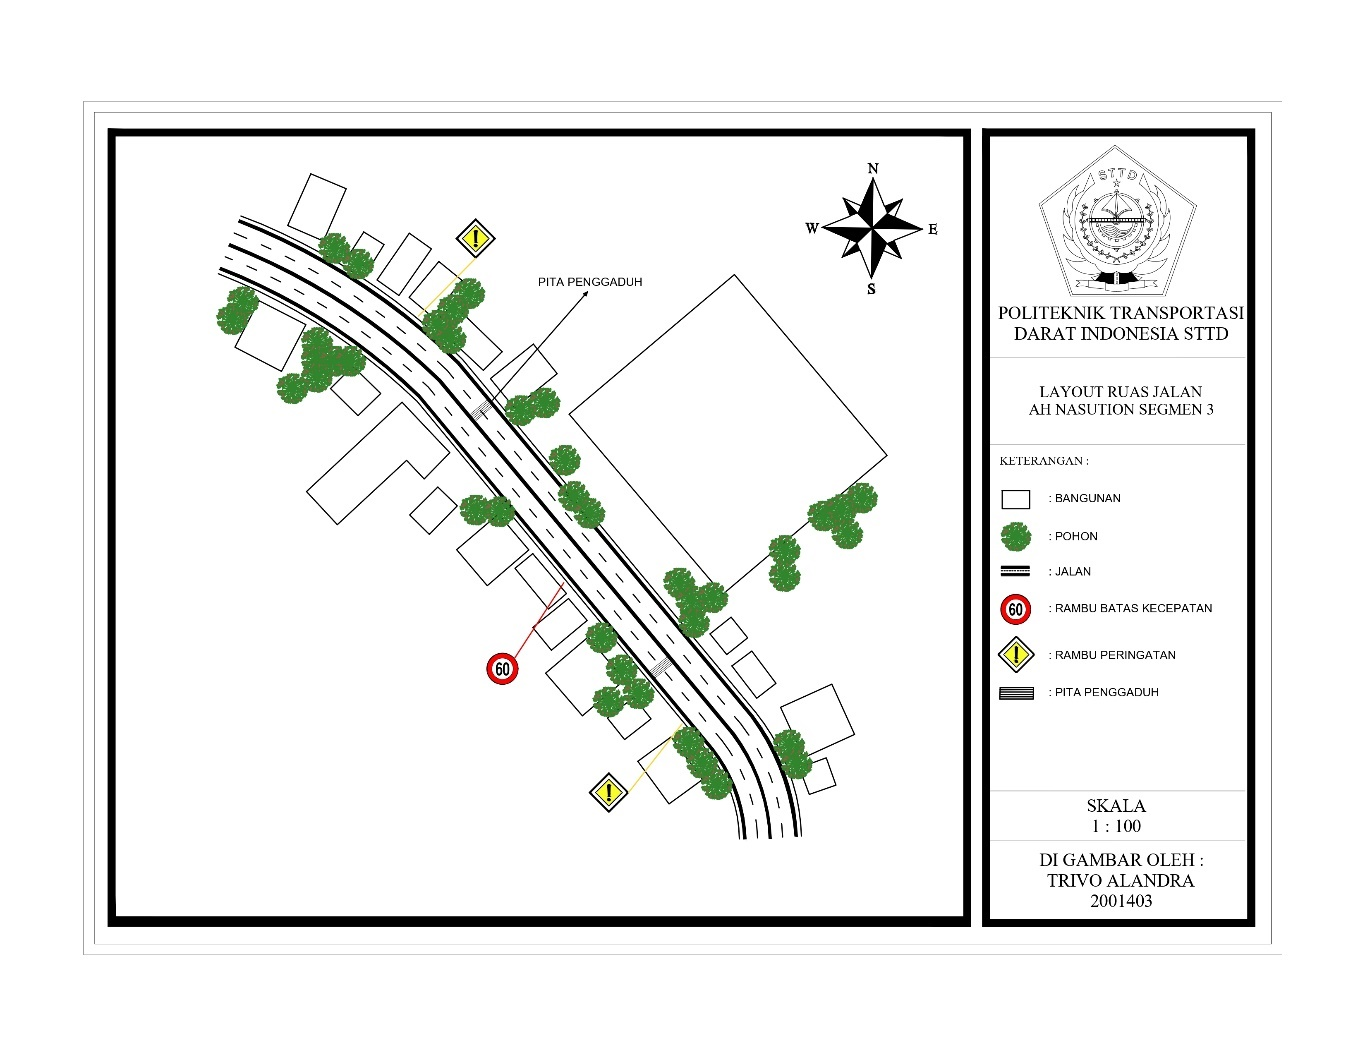 N
W
E
S
PITA PENGGADUH
!
60
!
STTD
POLITEKNIK TRANSPORTASI
DARAT INDONESIA STTD
LAYOUT RUAS JALAN
AH NASUTION SEGMEN 3
KETERANGAN :
: BANGUNAN
: POHON
: JALAN
60 : RAMBU BATAS KECEPATAN
! : RAMBU PERINGATAN
: PITA PENGGADUH
SKALA
1 : 100
DI GAMBAR OLEH :
TRIVO ALANDRA
2001403